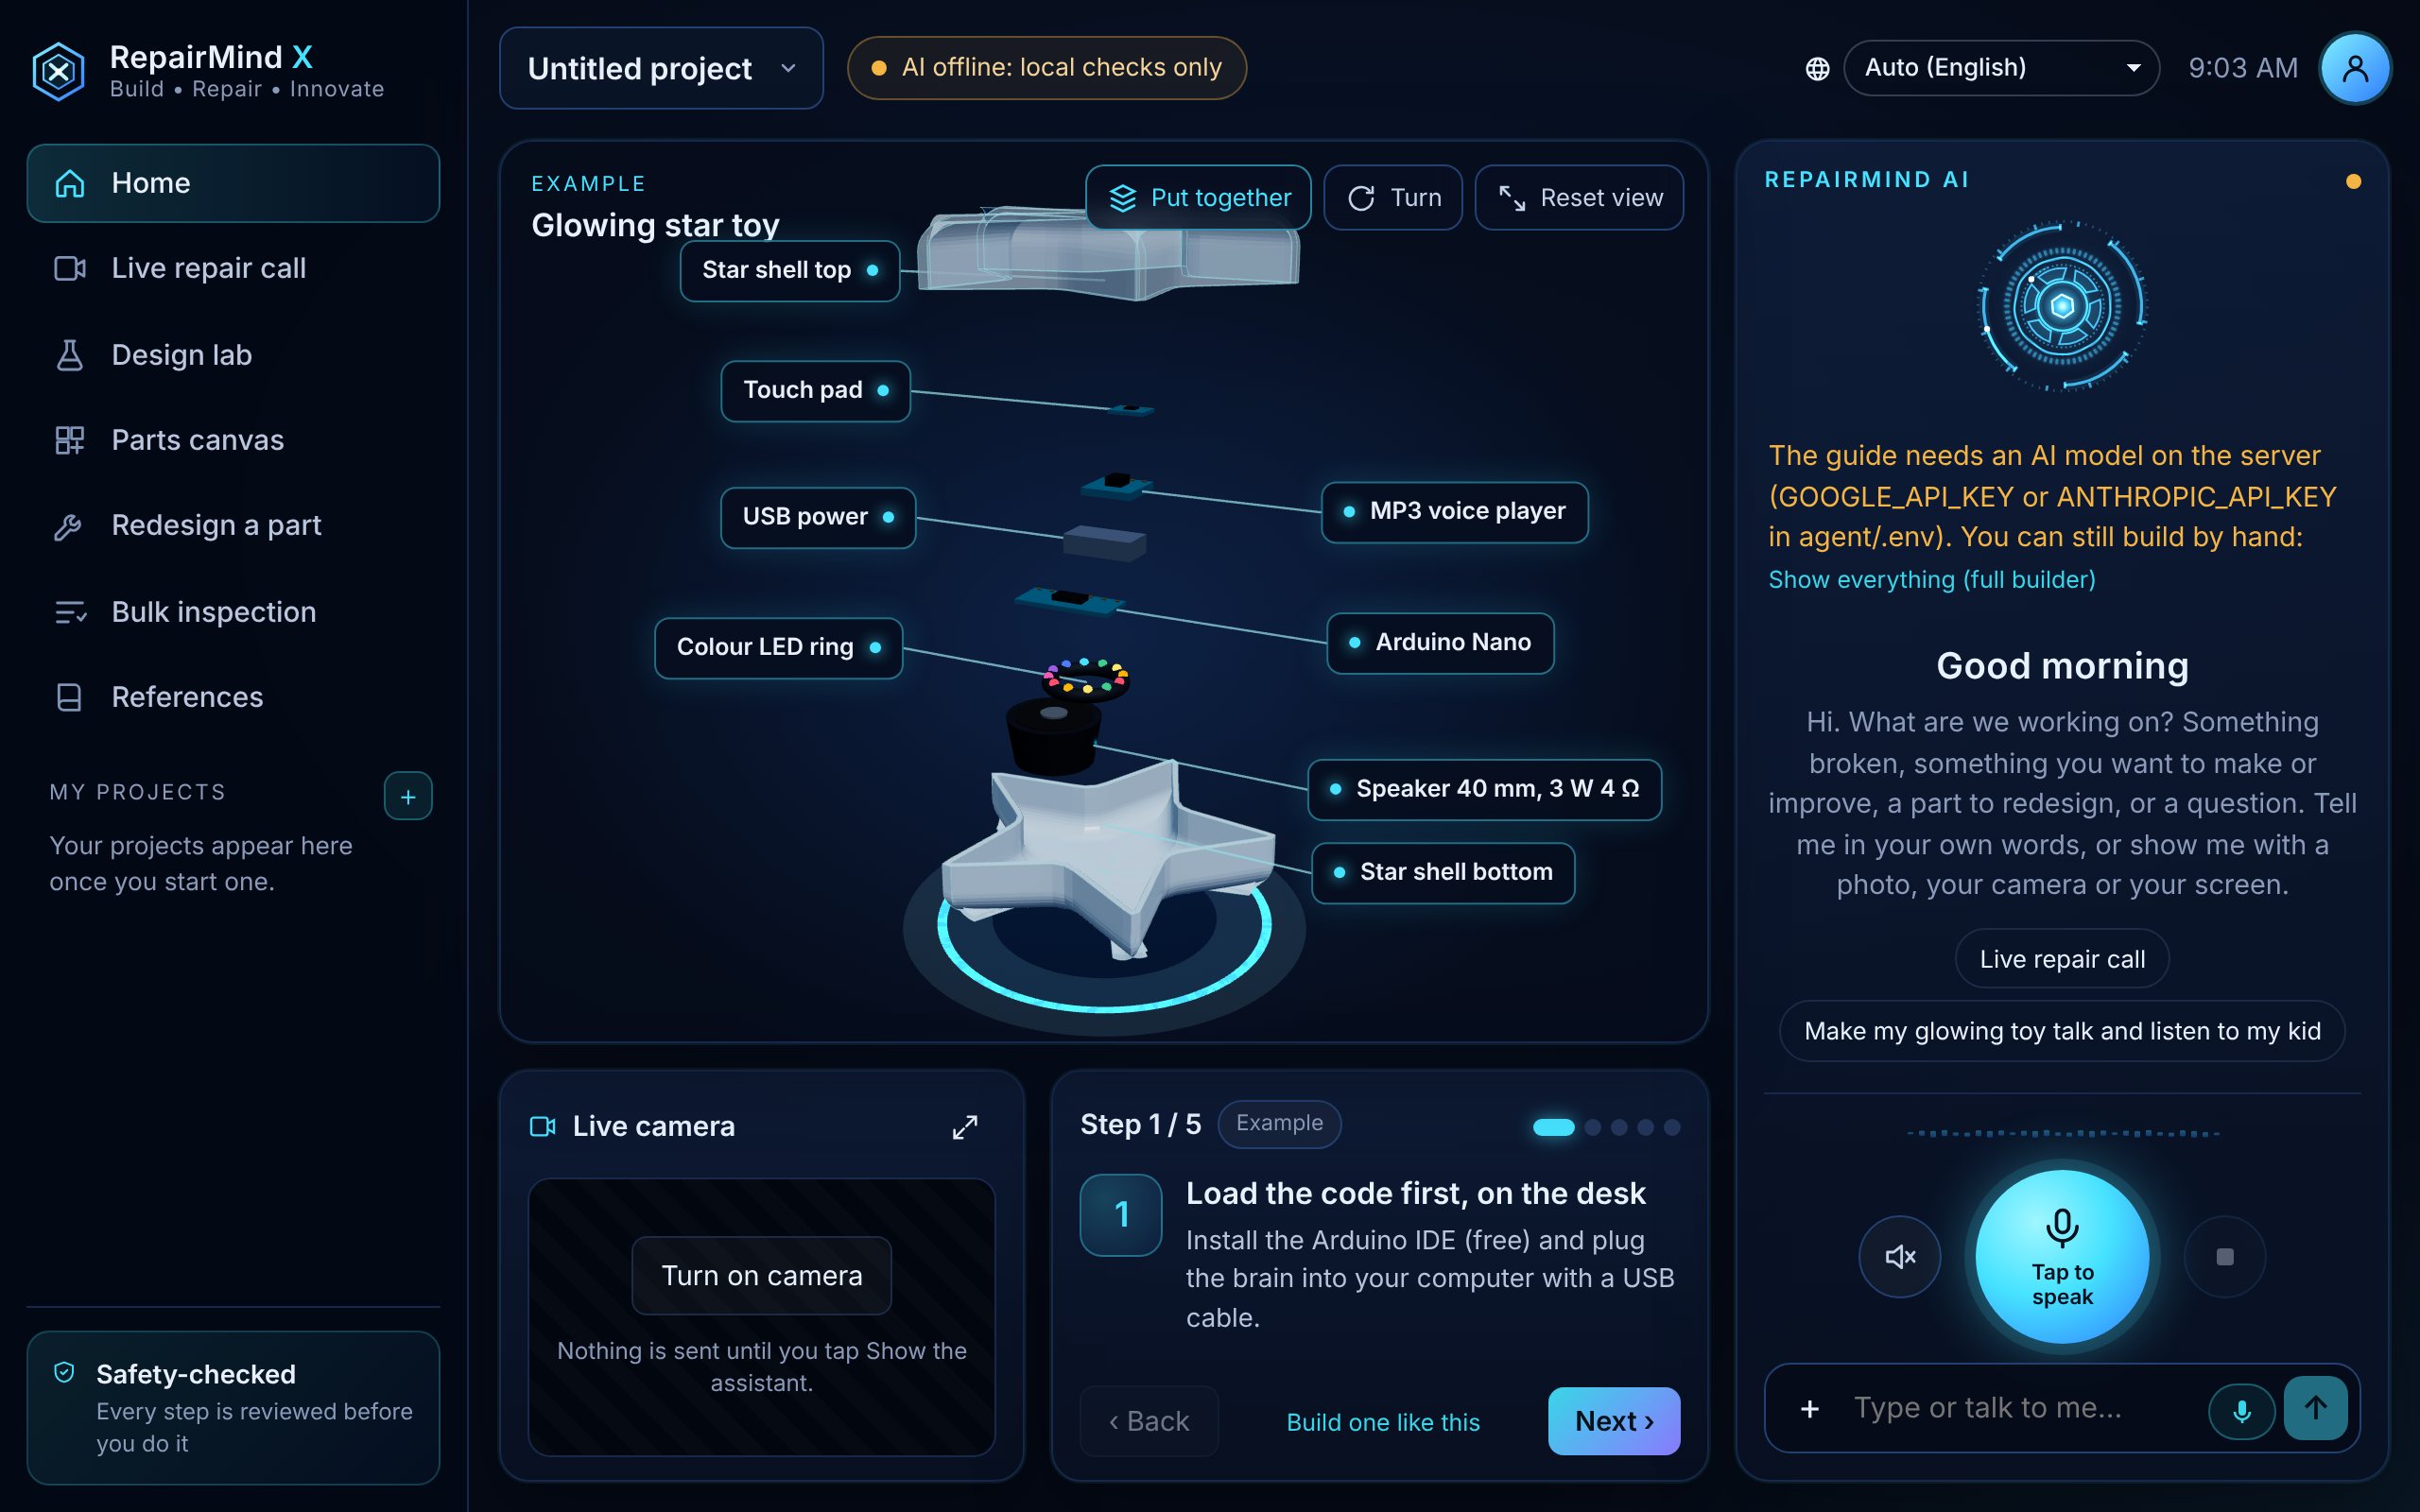 RepairMind X
Build • Repair • Innovate
Home
Live repair call
Design lab
Parts canvas
Redesign a part
Bulk inspection
References
MY PROJECTS
+
Your projects appear here
once you start one.
Safety-checked
Every step is reviewed before
you do it
Untitled project
AI offline: local checks only
Auto (English)
9:03 AM
EXAMPLE
Glowing star toy
Put together
Turn
Reset view
Star shell top
Touch pad
USB power
MP3 voice player
Colour LED ring
Arduino Nano
Speaker 40 mm, 3 W 4 Ω
Star shell bottom
Live camera
Turn on camera
Nothing is sent until you tap Show the
assistant.
Step 1 / 5
Example
1
Load the code first, on the desk
Install the Arduino IDE (free) and plug
the brain into your computer with a USB
cable.
‹ Back
Build one like this
Next ›
REPAIRMIND AI
The guide needs an AI model on the server
(GOOGLE_API_KEY or ANTHROPIC_API_KEY
in agent/.env). You can still build by hand:
Show everything (full builder)
Good morning
Hi. What are we working on? Something
broken, something you want to make or
improve, a part to redesign, or a question. Tell
me in your own words, or show me with a
photo, your camera or your screen.
Live repair call
Make my glowing toy talk and listen to my kid
Tap to
speak
+
Type or talk to me...